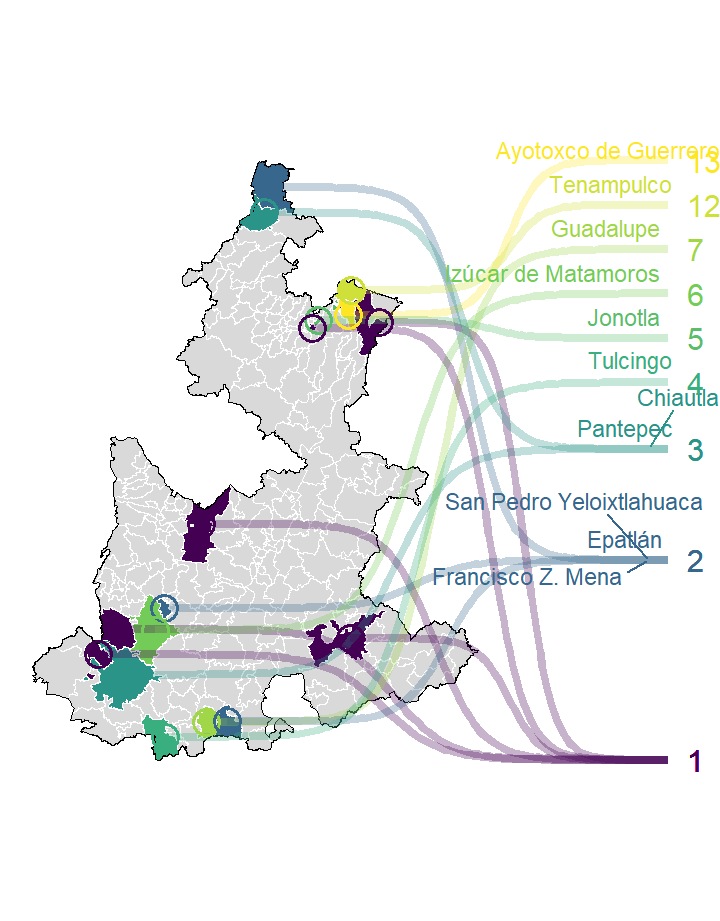 Ayotoxco de Guerrero
13
Tenampulco
12
Guadalupe
7
Izúcar de Matamoros
6
Jonotla
5
Tulcingo
4
Chiautla
Pantepec
3
San Pedro Yeloixtlahuaca
Epatlán
2
Francisco Z. Mena
1